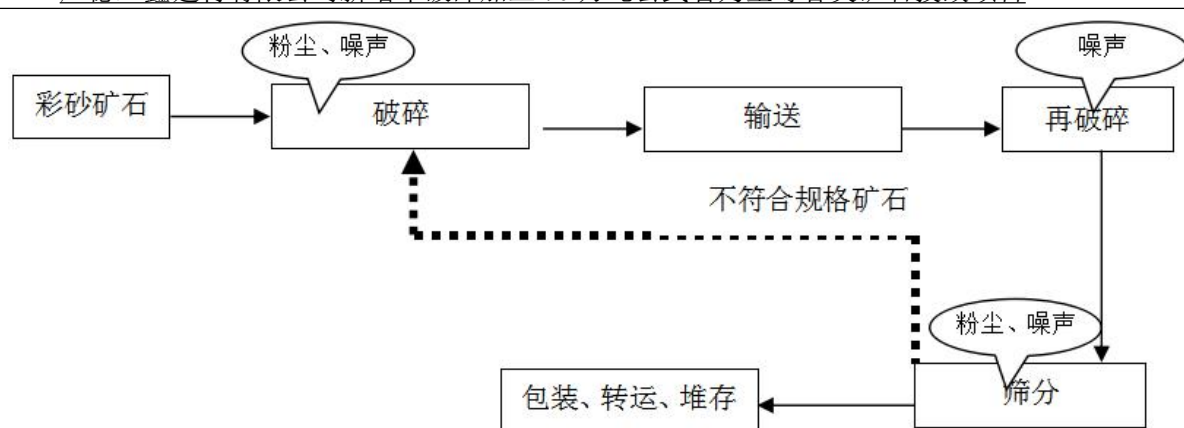 粉尘、噪声
噪声
彩砂矿石
破碎
输送
再破碎
不符合规格矿石
粉尘、噪声
筛分
包装、转运、堆存